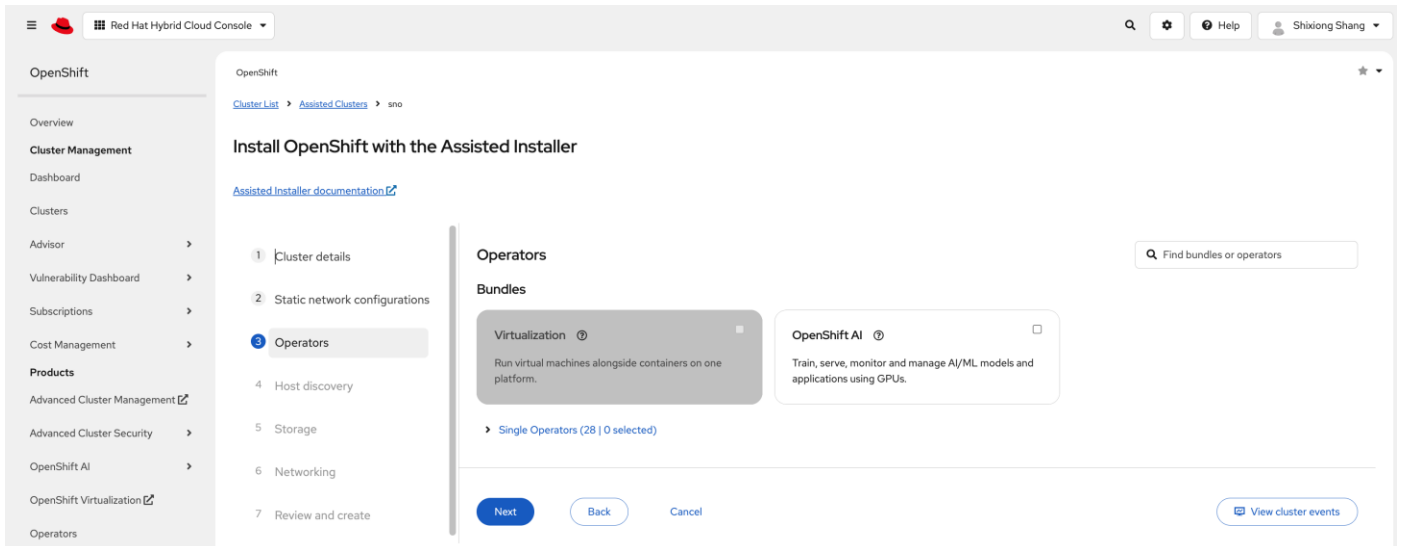 Red Hat Hybrid Cloud Console
Help
Shixiong Shang
OpenShift
Overview
Cluster Management
Dashboard
Clusters
Advisor
Vulnerability Dashboard
Subscriptions
Cost Management
Products
Advanced Cluster Management
Advanced Cluster Security
OpenShift AI
OpenShift Virtualization
Operators
OpenShift
Cluster List > Assisted Clusters > sno
Install OpenShift with the Assisted Installer
Assisted Installer documentation
1 Cluster details
2 Static network configurations
3 Operators
4 Host discovery
5 Storage
6 Networking
7 Review and create
Operators
Find bundles or operators
Bundles
Virtualization
Run virtual machines alongside containers on one
platform.
OpenShift AI
Train, serve, monitor and manage AI/ML models and
applications using GPUs.
Single Operators (28 | 0 selected)
Next
Back
Cancel
View cluster events